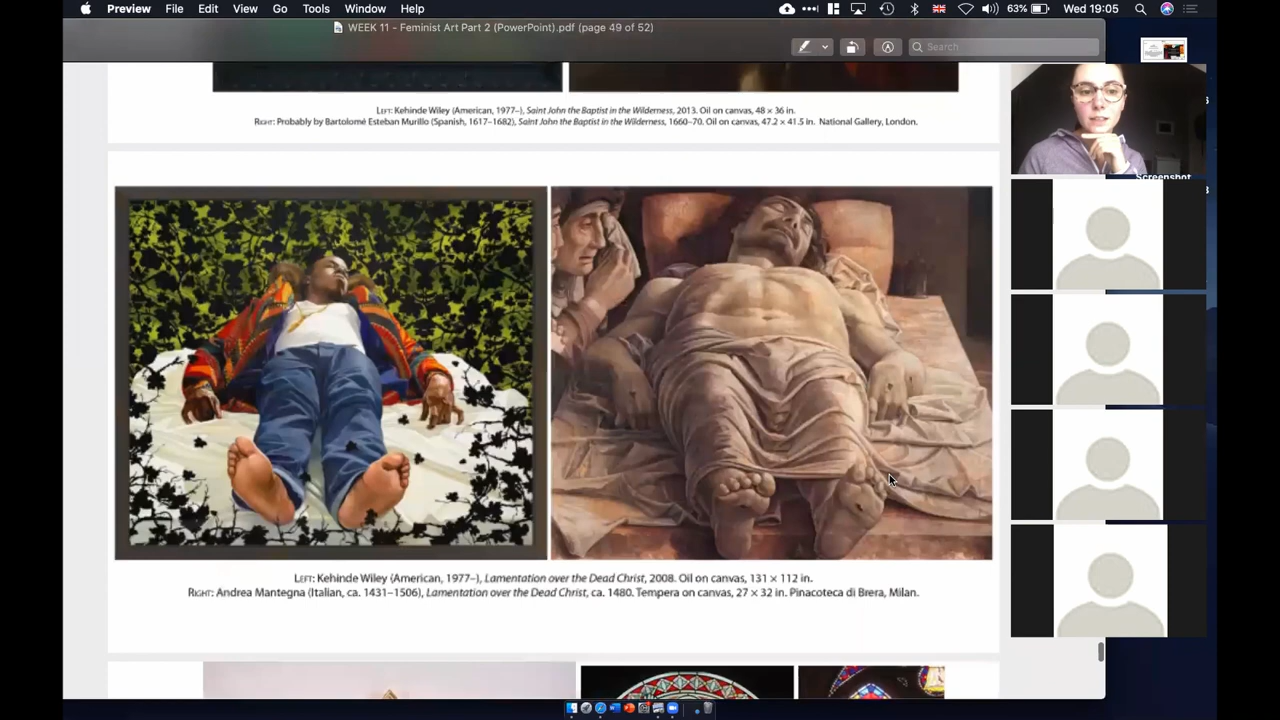 Preview File Edit View Go Tools Window Help 63% Wed 19:05
WEEK 11 - Feminist Art Part 2 (PowerPoint).pdf (page 49 of 52)
Search
LEFT: Kehinde Wiley (American, 1977–), Saint John the Baptist in the Wilderness, 2013. Oil on canvas, 48 × 36 in.
RIGHT: Probably by Bartolomé Esteban Murillo (Spanish, 1617–1682), Saint John the Baptist in the Wilderness, 1660–70. Oil on canvas, 47.2 × 41.5 in. National Gallery, London.
Screenshot
LEFT: Kehinde Wiley (American, 1977–), Lamentation over the Dead Christ, 2008. Oil on canvas, 131 × 112 in.
RIGHT: Andrea Mantegna (Italian, ca. 1431–1506), Lamentation over the Dead Christ, ca. 1480. Tempera on canvas, 27 × 32 in. Pinacoteca di Brera, Milan.